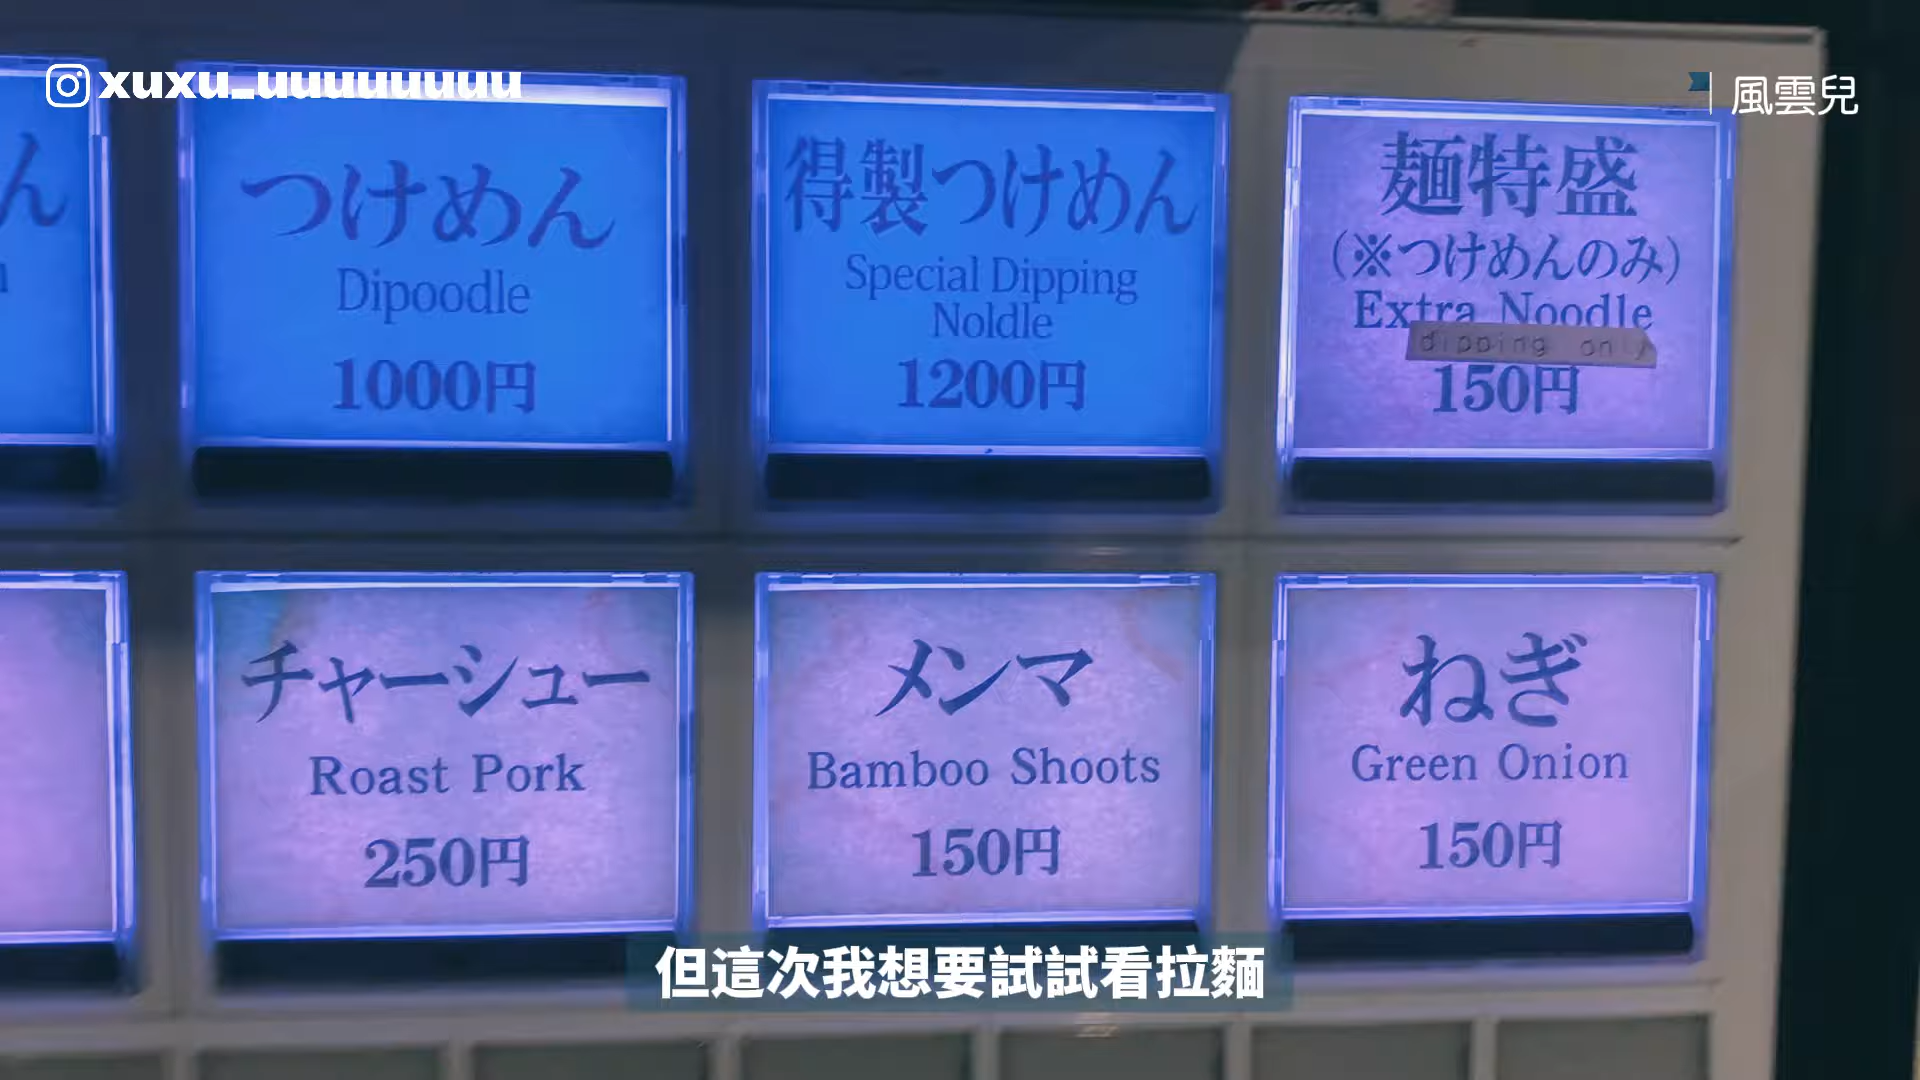 xuxu_uuuuuuuuu
風雲兒
ん
つけめん
Dipoodle
1000円
得製つけめん
Special Dipping
Noldle
1200円
麺特盛
(※つけめんのみ)
Extra Noodle
dipping only
150円
チャーシュー
Roast Pork
250円
メンマ
Bamboo Shoots
150円
ねぎ
Green Onion
150円
但這次我想要試試看拉麵